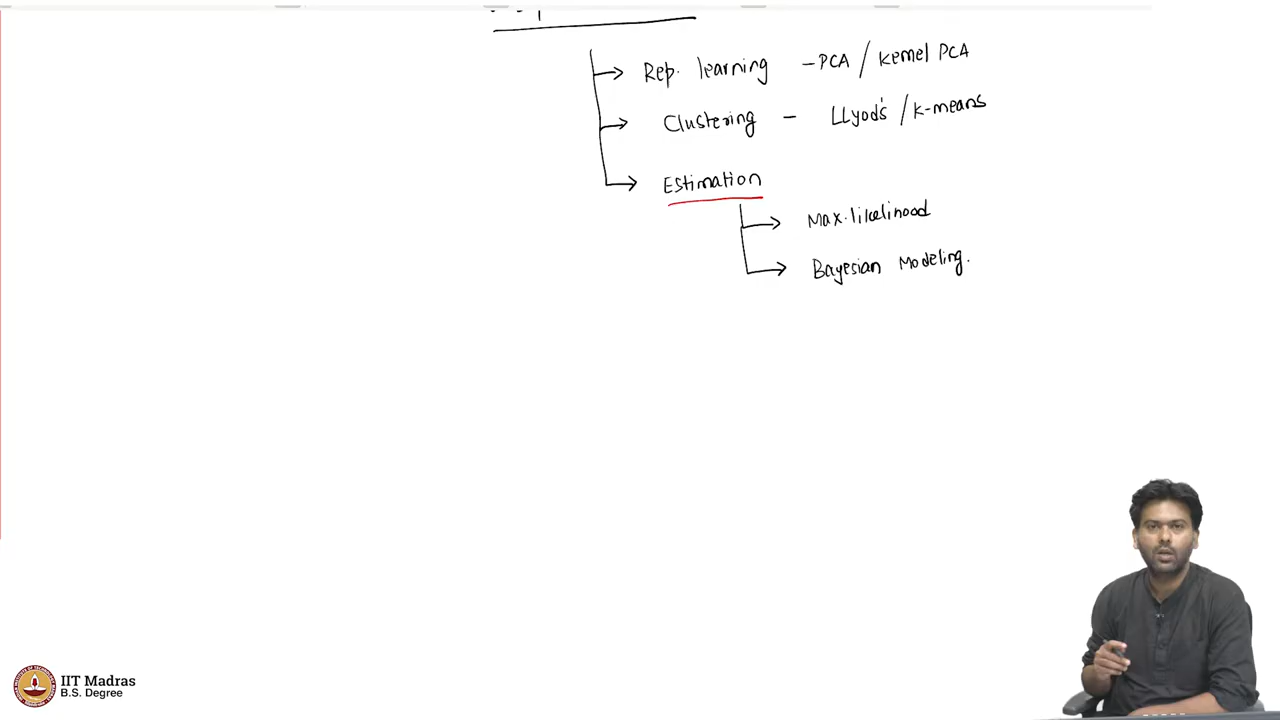 Rep. learning - PCA / Kernel PCA
Clustering - LLyod's / K-means
Estimation
Max. likelihood
Bayesian Modeling.
IIT Madras
B.S. Degree